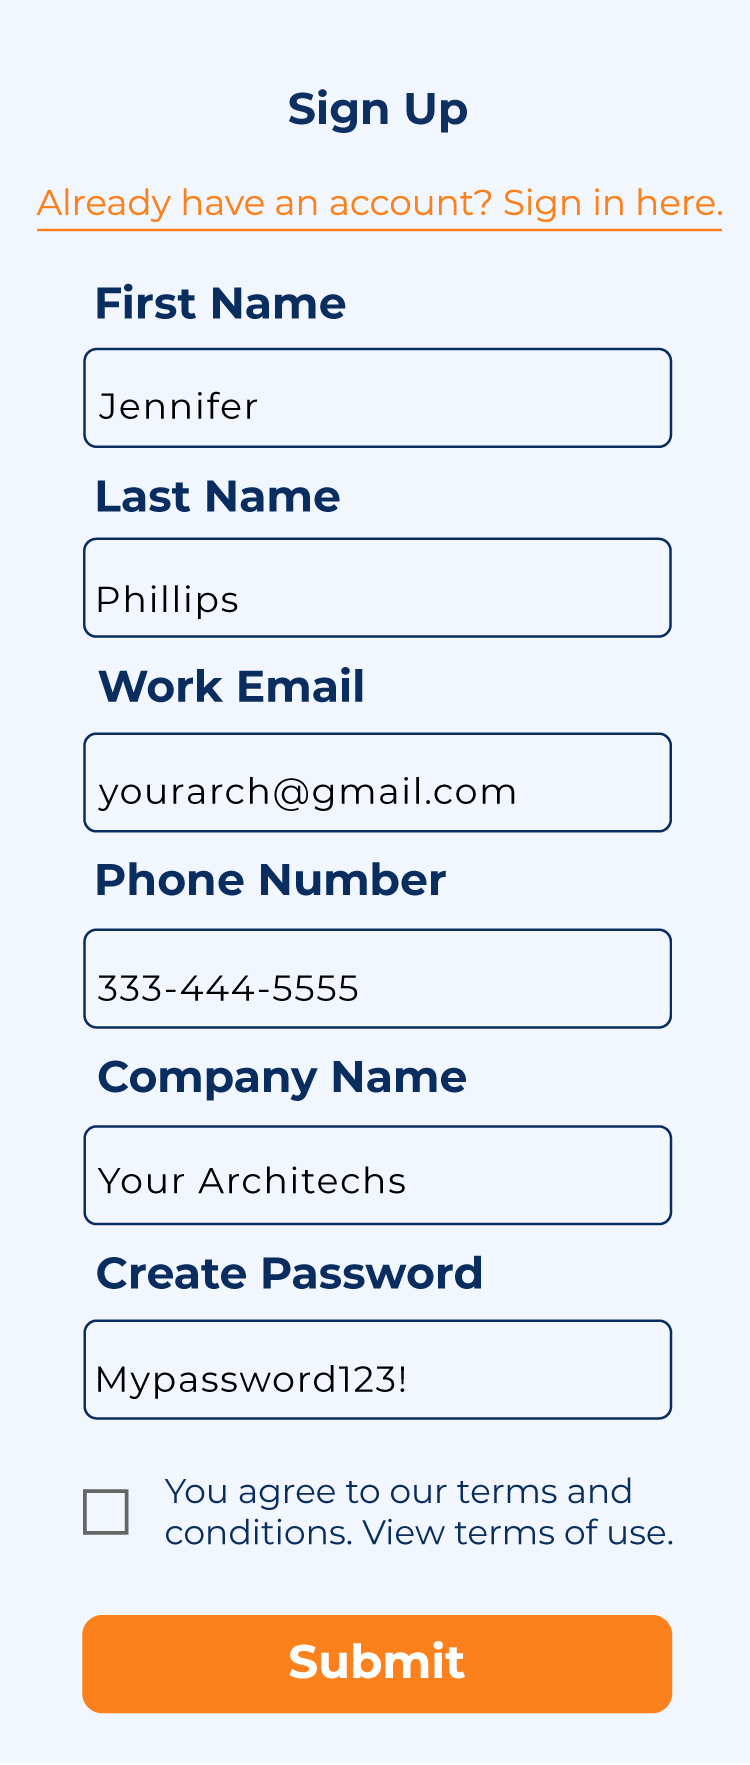 Sign Up
Already have an account? Sign in here.
First Name
Jennifer
Last Name
Phillips
Work Email
yourarch@gmail.com
Phone Number
333-444-5555
Company Name
Your Architechs
Create Password
Mypassword123!
You agree to our terms and
conditions. View terms of use.
Submit